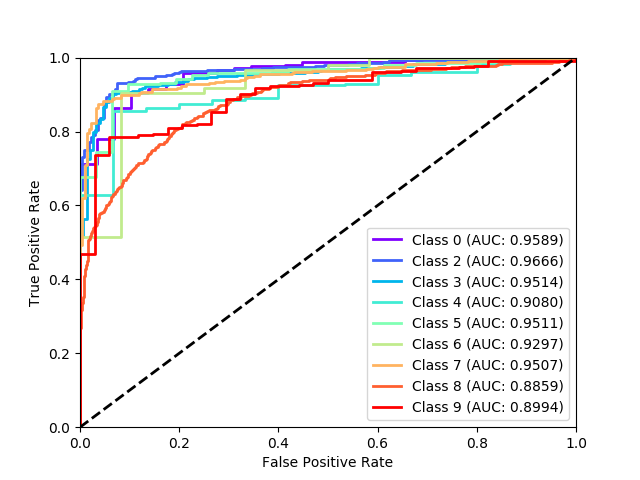 1.0
0.8
0.6
0.4
0.2
0.0
True Positive Rate
Class 0 (AUC: 0.9589)
Class 2 (AUC: 0.9666)
Class 3 (AUC: 0.9514)
Class 4 (AUC: 0.9080)
Class 5 (AUC: 0.9511)
Class 6 (AUC: 0.9297)
Class 7 (AUC: 0.9507)
Class 8 (AUC: 0.8859)
Class 9 (AUC: 0.8994)
0.0 0.2 0.4 0.6 0.8 1.0
False Positive Rate